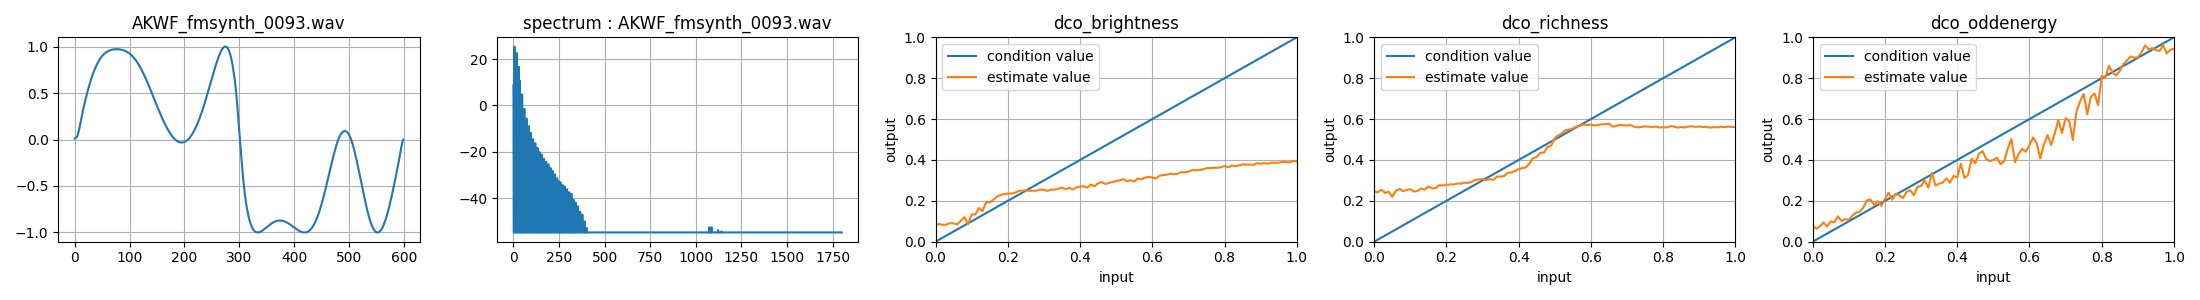 AKWF_fmsynth_0093.wav
1.0
0.5
0.0
−0.5
−1.0
0 100 200 300 400 500 600
spectrum : AKWF_fmsynth_0093.wav
20
0
−20
−40
0 250 500 750 1000 1250 1500 1750
dco_brightness
condition value
estimate value
output
1.0
0.8
0.6
0.4
0.2
0.0
0.0 0.2 0.4 0.6 0.8 1.0
input
dco_richness
condition value
estimate value
output
1.0
0.8
0.6
0.4
0.2
0.0
0.0 0.2 0.4 0.6 0.8 1.0
input
dco_oddenergy
condition value
estimate value
output
1.0
0.8
0.6
0.4
0.2
0.0
0.0 0.2 0.4 0.6 0.8 1.0
input